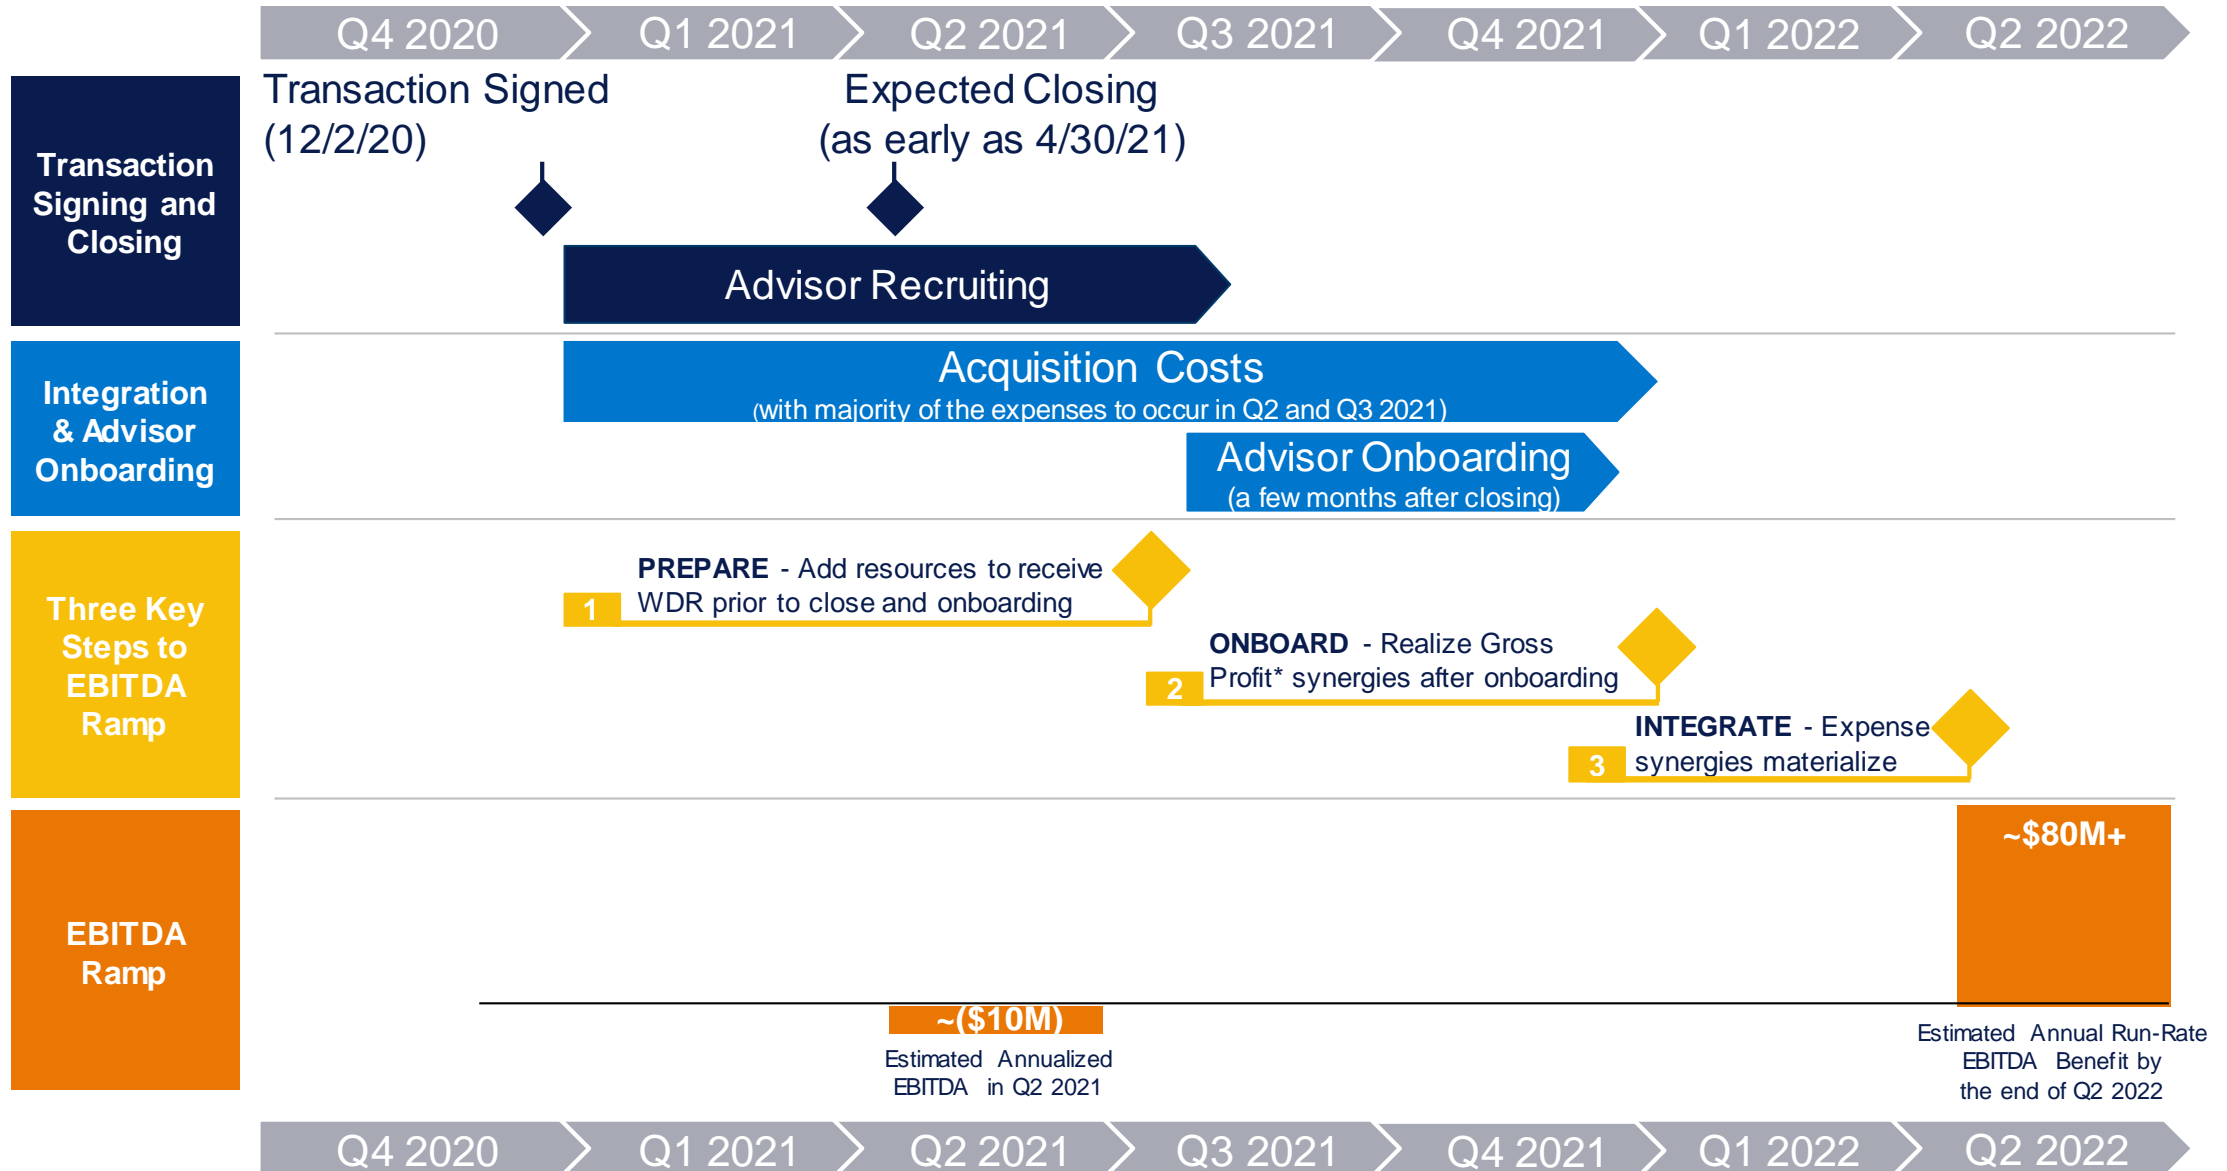 Q4 2020
Q1 2021
Q2 2021
Q3 2021
Q4 2021
Q1 2022
Q2 2022
Transaction
Signing and
Closing
Transaction Signed
(12/2/20)
Expected Closing
(as early as 4/30/21)
Advisor Recruiting
Integration
& Advisor
Onboarding
Acquisition Costs
(with majority of the expenses to occur in Q2 and Q3 2021)
Advisor Onboarding
(a few months after closing)
Three Key
Steps to
EBITDA
Ramp
1
PREPARE - Add resources to receive
WDR prior to close and onboarding
2
ONBOARD - Realize Gross
Profit* synergies after onboarding
3
INTEGRATE - Expense
synergies materialize
EBITDA
Ramp
~($10M)
Estimated Annualized
EBITDA in Q2 2021
~$80M+
Estimated Annual Run-Rate
EBITDA Benefit by
the end of Q2 2022
Q4 2020
Q1 2021
Q2 2021
Q3 2021
Q4 2021
Q1 2022
Q2 2022